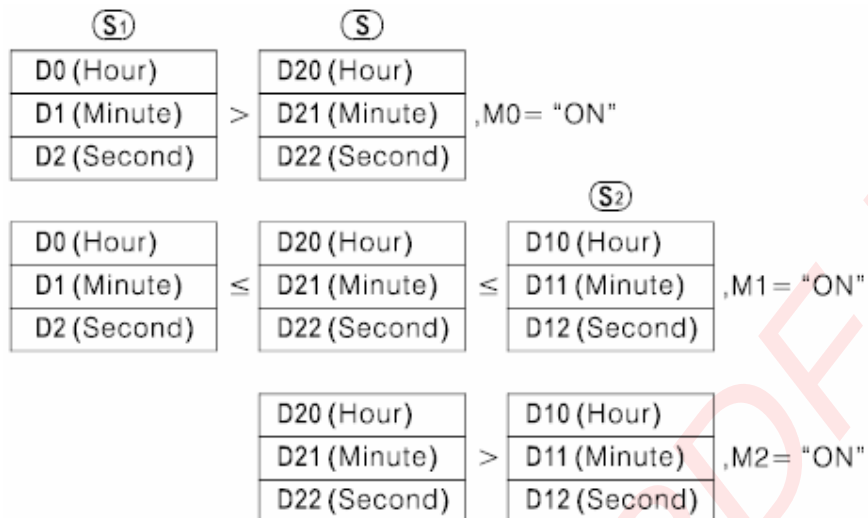 S1 S
D0 (Hour) D20 (Hour)
D1 (Minute) > D21 (Minute) ,M0= “ON”
D2 (Second) D22 (Second)
S2
D0 (Hour) D20 (Hour) D10 (Hour)
D1 (Minute) ≤ D21 (Minute) ≤ D11 (Minute) ,M1= “ON”
D2 (Second) D22 (Second) D12 (Second)
D20 (Hour) D10 (Hour)
D21 (Minute) > D11 (Minute) ,M2= “ON”
D22 (Second) D12 (Second)
PDF